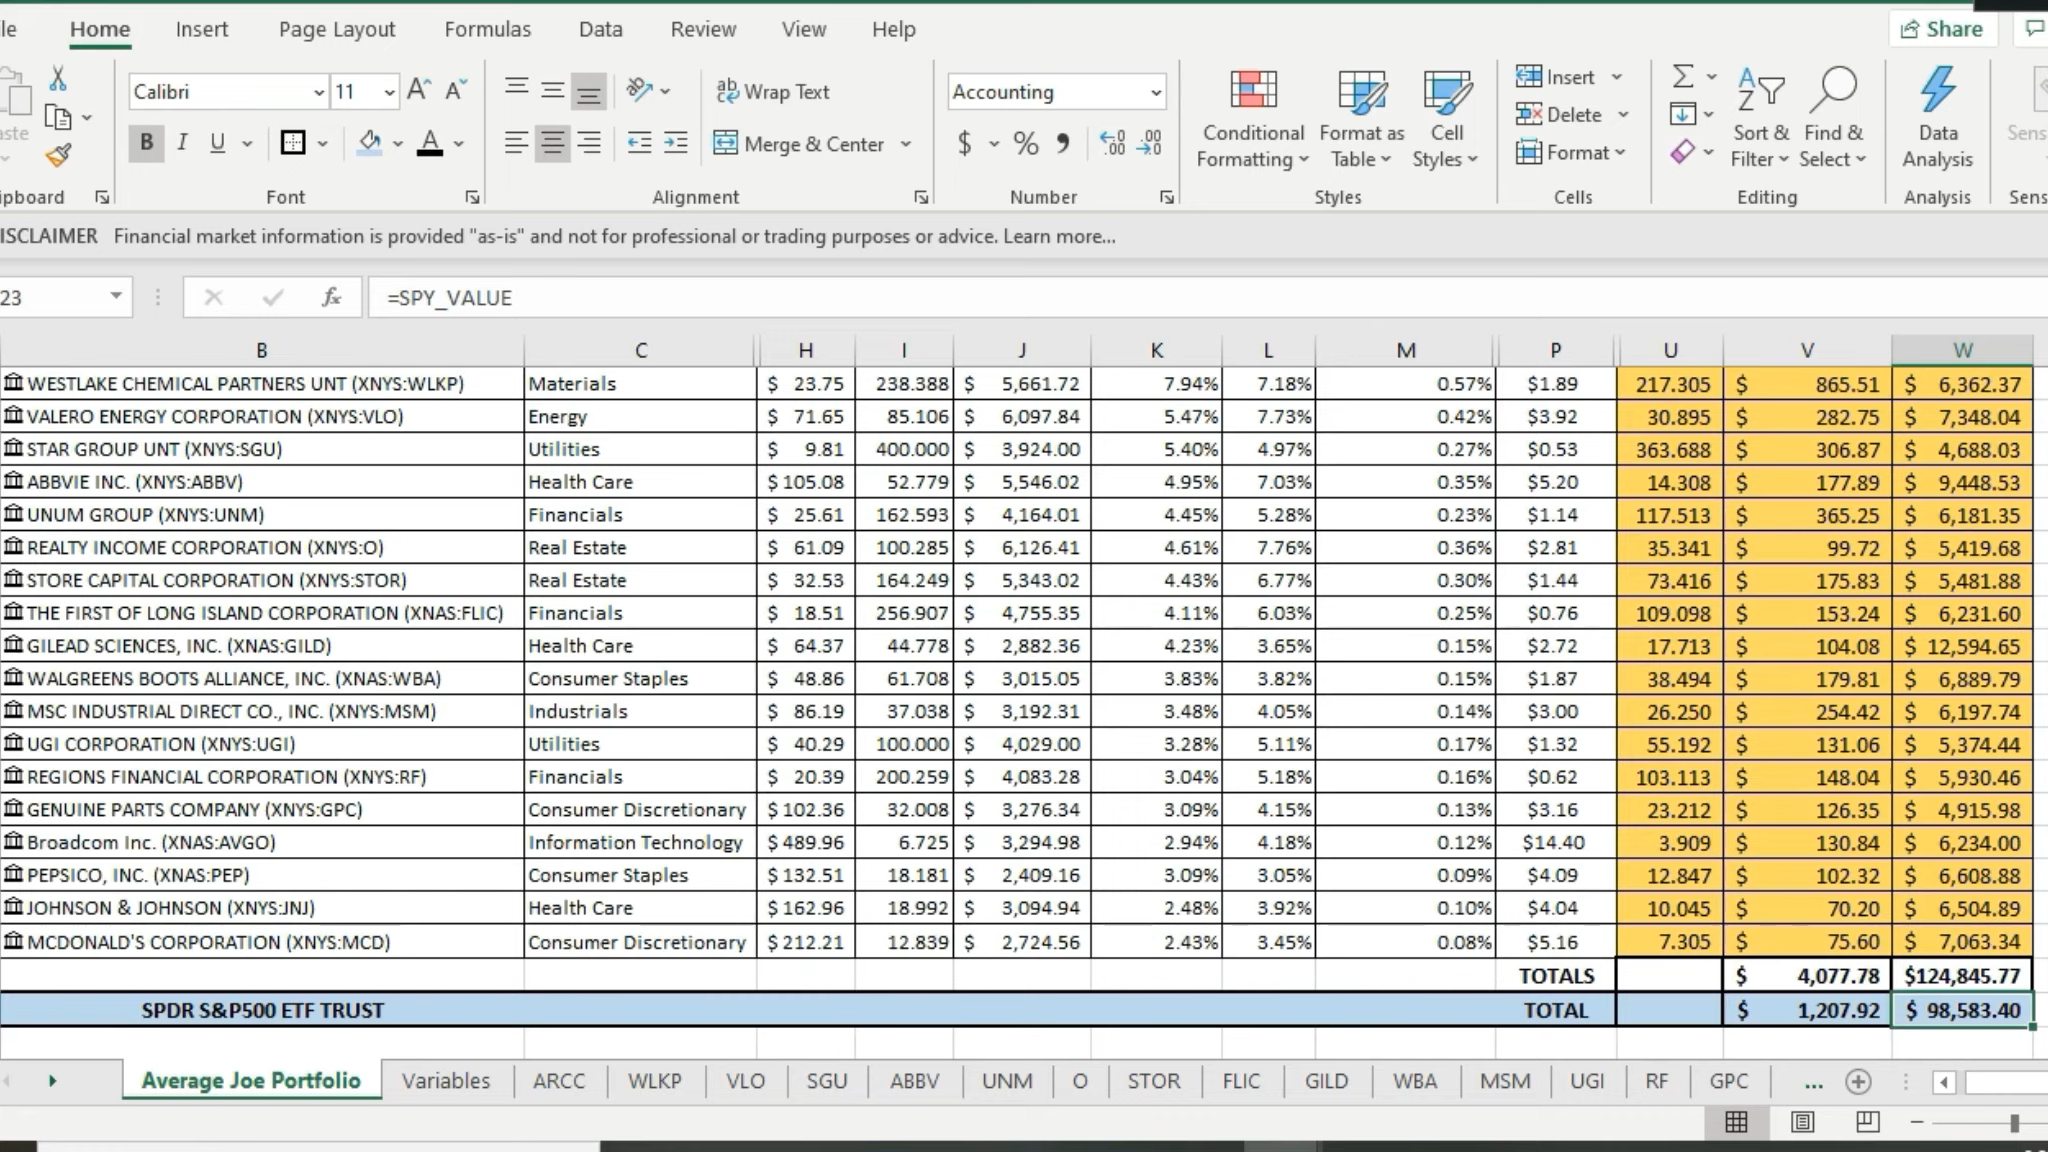 le Home Insert Page Layout Formulas Data Review View Help Share
aste Calibri 11 A A ab Wrap Text Accounting Conditional Formatting Format as Table Cell Styles Insert Delete Format Sort & Filter Find & Select Data Analysis Sens
B I U A Merge & Center $ % ,
ipboard Font Alignment Number Styles Cells Editing Analysis Sens
ISCLAIMER Financial market information is provided "as-is" and not for professional or trading purposes or advice. Learn more...
23 fx =SPY_VALUE
B C H I J K L M P U V W
WESTLAKE CHEMICAL PARTNERS UNT (XNYS:WLKP) Materials $ 23.75 238.388 $ 5,661.72 7.94% 7.18% 0.57% $1.89 217.305 $ 865.51 $ 6,362.37
VALERO ENERGY CORPORATION (XNYS:VLO) Energy $ 71.65 85.106 $ 6,097.84 5.47% 7.73% 0.42% $3.92 30.895 $ 282.75 $ 7,348.04
STAR GROUP UNT (XNYS:SGU) Utilities $ 9.81 400.000 $ 3,924.00 5.40% 4.97% 0.27% $0.53 363.688 $ 306.87 $ 4,688.03
ABBVIE INC. (XNYS:ABBV) Health Care $ 105.08 52.779 $ 5,546.02 4.95% 7.03% 0.35% $5.20 14.308 $ 177.89 $ 9,448.53
UNUM GROUP (XNYS:UNM) Financials $ 25.61 162.593 $ 4,164.01 4.45% 5.28% 0.23% $1.14 117.513 $ 365.25 $ 6,181.35
REALTY INCOME CORPORATION (XNYS:O) Real Estate $ 61.09 100.285 $ 6,126.41 4.61% 7.76% 0.36% $2.81 35.341 $ 99.72 $ 5,419.68
STORE CAPITAL CORPORATION (XNYS:STOR) Real Estate $ 32.53 164.249 $ 5,343.02 4.43% 6.77% 0.30% $1.44 73.416 $ 175.83 $ 5,481.88
THE FIRST OF LONG ISLAND CORPORATION (XNAS:FLIC) Financials $ 18.51 256.907 $ 4,755.35 4.11% 6.03% 0.25% $0.76 109.098 $ 153.24 $ 6,231.60
GILEAD SCIENCES, INC. (XNAS:GILD) Health Care $ 64.37 44.778 $ 2,882.36 4.23% 3.65% 0.15% $2.72 17.713 $ 104.08 $ 12,594.65
WALGREENS BOOTS ALLIANCE, INC. (XNAS:WBA) Consumer Staples $ 48.86 61.708 $ 3,015.05 3.83% 3.82% 0.15% $1.87 38.494 $ 179.81 $ 6,889.79
MSC INDUSTRIAL DIRECT CO., INC. (XNYS:MSM) Industrials $ 86.19 37.038 $ 3,192.31 3.48% 4.05% 0.14% $3.00 26.250 $ 254.42 $ 6,197.74
UGI CORPORATION (XNYS:UGI) Utilities $ 40.29 100.000 $ 4,029.00 3.28% 5.11% 0.17% $1.32 55.192 $ 131.06 $ 5,374.44
REGIONS FINANCIAL CORPORATION (XNYS:RF) Financials $ 20.39 200.259 $ 4,083.28 3.04% 5.18% 0.16% $0.62 103.113 $ 148.04 $ 5,930.46
GENUINE PARTS COMPANY (XNYS:GPC) Consumer Discretionary $ 102.36 32.008 $ 3,276.34 3.09% 4.15% 0.13% $3.16 23.212 $ 126.35 $ 4,915.98
Broadcom Inc. (XNAS:AVGO) Information Technology $ 489.96 6.725 $ 3,294.98 2.94% 4.18% 0.12% $14.40 3.909 $ 130.84 $ 6,234.00
PEPSICO, INC. (XNAS:PEP) Consumer Staples $ 132.51 18.181 $ 2,409.16 3.09% 3.05% 0.09% $4.09 12.847 $ 102.32 $ 6,608.88
JOHNSON & JOHNSON (XNYS:JNJ) Health Care $ 162.96 18.992 $ 3,094.94 2.48% 3.92% 0.10% $4.04 10.045 $ 70.20 $ 6,504.89
MCDONALD'S CORPORATION (XNYS:MCD) Consumer Discretionary $ 212.21 12.839 $ 2,724.56 2.43% 3.45% 0.08% $5.16 7.305 $ 75.60 $ 7,063.34
TOTALS $ 4,077.78 $124,845.77
SPDR S&P500 ETF TRUST TOTAL $ 1,207.92 $ 98,583.40
Average Joe Portfolio Variables ARCC WLKP VLO SGU ABBV UNM O STOR FLIC GILD WBA MSM UGI RF GPC ...